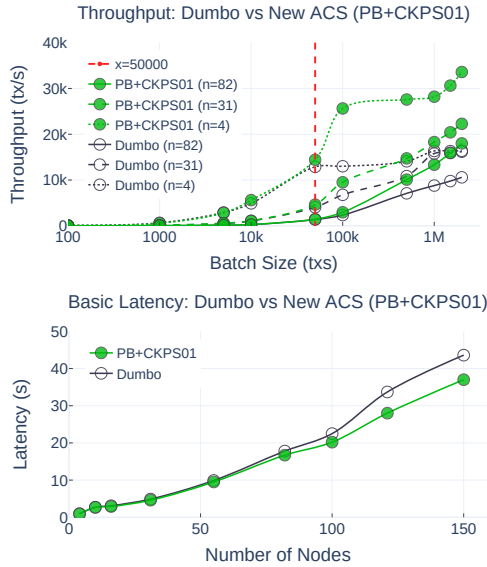 Throughput: Dumbo vs New ACS (PB+CKPS01)
Throughput (tx/s)
40k
30k
20k
10k
0
x=50000
PB+CKPS01 (n=82)
PB+CKPS01 (n=31)
PB+CKPS01 (n=4)
Dumbo (n=82)
Dumbo (n=31)
Dumbo (n=4)
100
1000
10k
100k
1M
Batch Size (txs)
Basic Latency: Dumbo vs New ACS (PB+CKPS01)
Latency (s)
50
40
30
20
10
0
PB+CKPS01
Dumbo
0
50
100
150
Number of Nodes